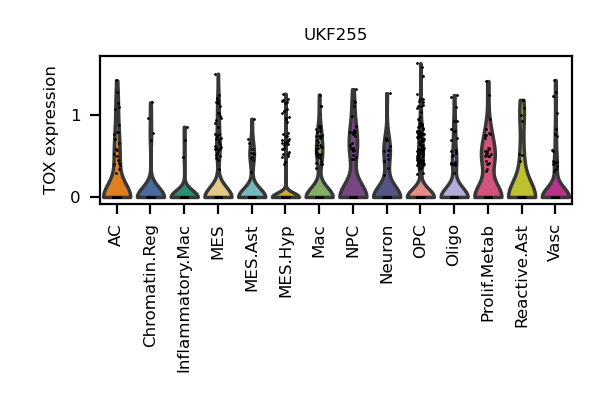 UKF255
TOX expression
1
0
AC
Chromatin.Reg
Inflammatory.Mac
MES
MES.Ast
MES.Hyp
Mac
NPC
Neuron
OPC
Oligo
Prolif.Metab
Reactive.Ast
Vasc